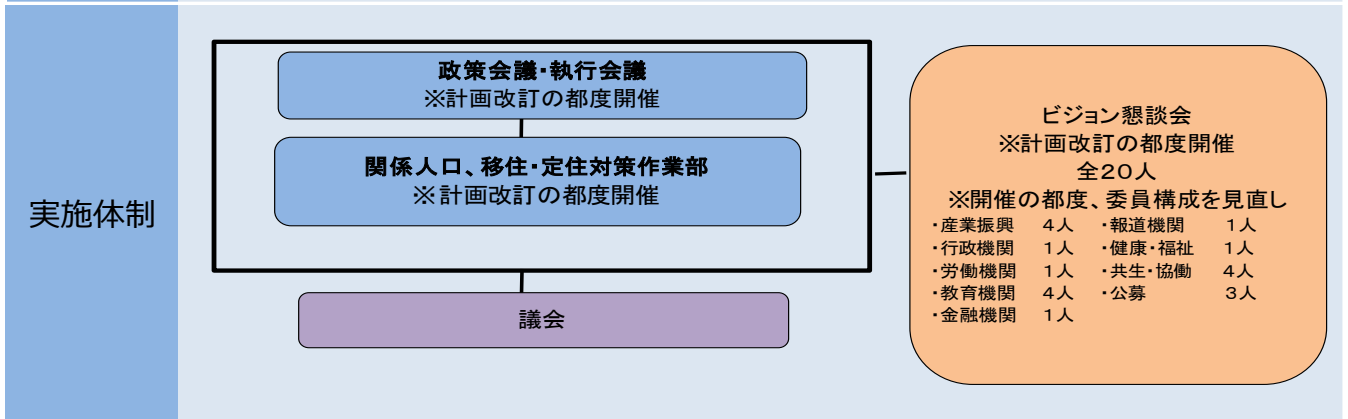 実施体制
政策会議・執行会議
※計画改訂の都度開催
関係人口、移住・定住対策作業部
※計画改訂の都度開催
議会
ビジョン懇談会
※計画改訂の都度開催
全20人
※開催の都度、委員構成を見直し
・産業振興 4人 ・報道機関 1人
・行政機関 1人 ・健康・福祉 1人
・労働機関 1人 ・共生・協働 4人
・教育機関 4人 ・公募 3人
・金融機関 1人